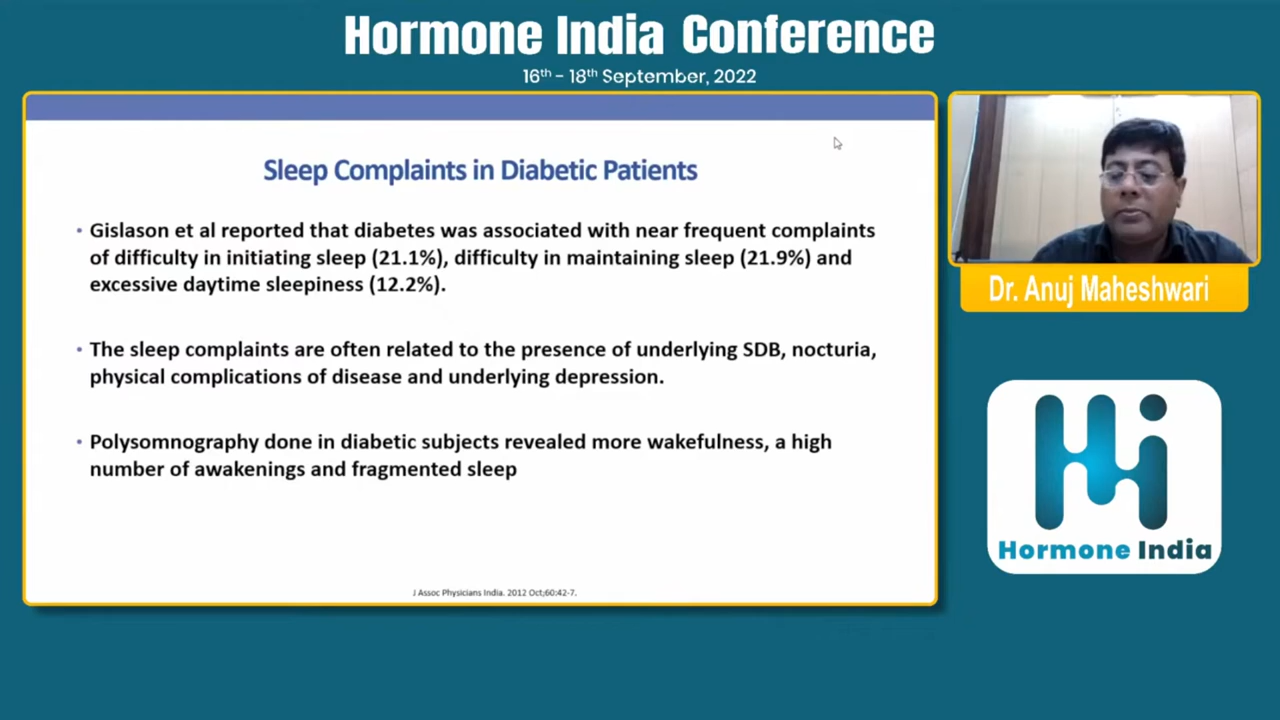 Hormone India Conference
16th - 18th September, 2022
Sleep Complaints in Diabetic Patients
• Gislason et al reported that diabetes was associated with near frequent complaints
of difficulty in initiating sleep (21.1%), difficulty in maintaining sleep (21.9%) and
excessive daytime sleepiness (12.2%).
• The sleep complaints are often related to the presence of underlying SDB, nocturia,
physical complications of disease and underlying depression.
• Polysomnography done in diabetic subjects revealed more wakefulness, a high
number of awakenings and fragmented sleep
J Assoc Physicians India. 2012 Oct;60:42-7.
Dr. Anuj Maheshwari
Hormone India